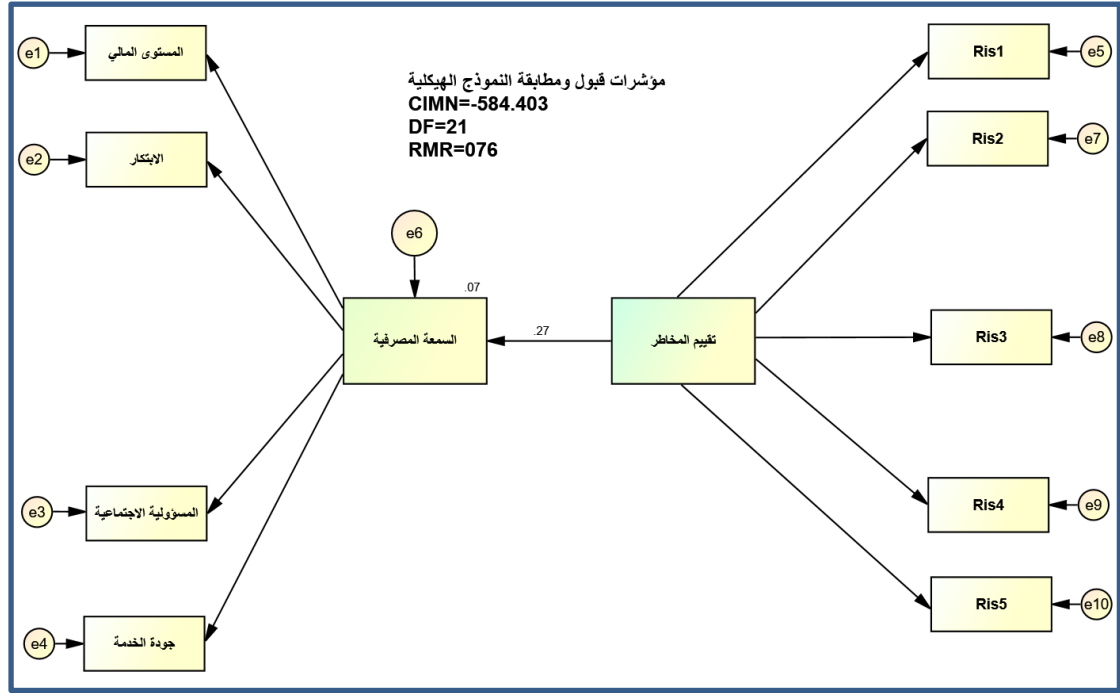 e1
المستوى المالي
e2
الابتكار
e3
المسؤولية الاجتماعية
e4
جودة الخدمة
مؤشرات قبول ومطابقة النموذج الهيكلية
CIMN=-584.403
DF=21
RMR=076
e6
.07
السمعة المصرفية
.27
تقييم المخاطر
Ris1
e5
Ris2
e7
Ris3
e8
Ris4
e9
Ris5
e10